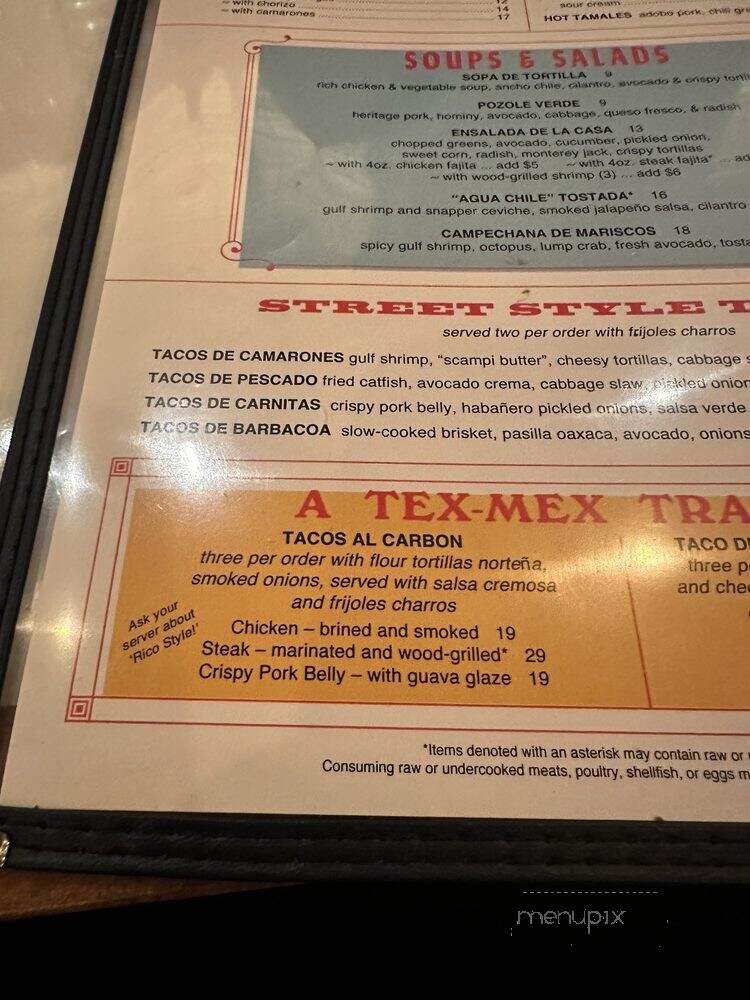 ~ with chorizo 12
~ with camarones 14
17
sour cream
HOT TAMALES adobo pork, chili
SOUPS & SALADS
SOPA DE TORTILLA 9
rich chicken & vegetable soup, ancho chile, cilantro, avocado & crispy
POZOLE VERDE 9
heritage pork, hominy, avocado, cabbage, queso fresco, & radish
ENSALADA DE LA CASA 13
chopped greens, avocado, cucumber, pickled onion,
sweet corn, radish, monterey jack, crispy tortillas
~ with 4oz. chicken fajita ... add $5 ~ with 4oz. steak fajita* ...
~ with wood-grilled shrimp (3) ... add $6
"AGUA CHILE" TOSTADA* 16
gulf shrimp and snapper ceviche, smoked jalapeño salsa, cilantro
CAMPECHANA DE MARISCOS 18
spicy gulf shrimp, octopus, lump crab, fresh avocado,
STREET STYLE T
served two per order with frijoles charros
TACOS DE CAMARONES gulf shrimp, "scampi butter", cheesy tortillas, cabbage
TACOS DE PESCADO fried catfish, avocado crema, cabbage slaw, pickled onion
TACOS DE CARNITAS crispy pork belly, habañero pickled onions, salsa verde
TACOS DE BARBACOA slow-cooked brisket, pasilla oaxaca, avocado, onions
A TEX-MEX TRA
TACOS AL CARBON
three per order with flour tortillas norteña,
smoked onions, served with salsa cremosa
and frijoles charros
Ask your
server about
'Rico Style!'
Chicken – brined and smoked 19
Steak – marinated and wood-grilled* 29
Crispy Pork Belly – with guava glaze 19
TACO
three
and
*Items denoted with an asterisk may contain raw or
Consuming raw or undercooked meats, poultry, shellfish, or eggs
menupix